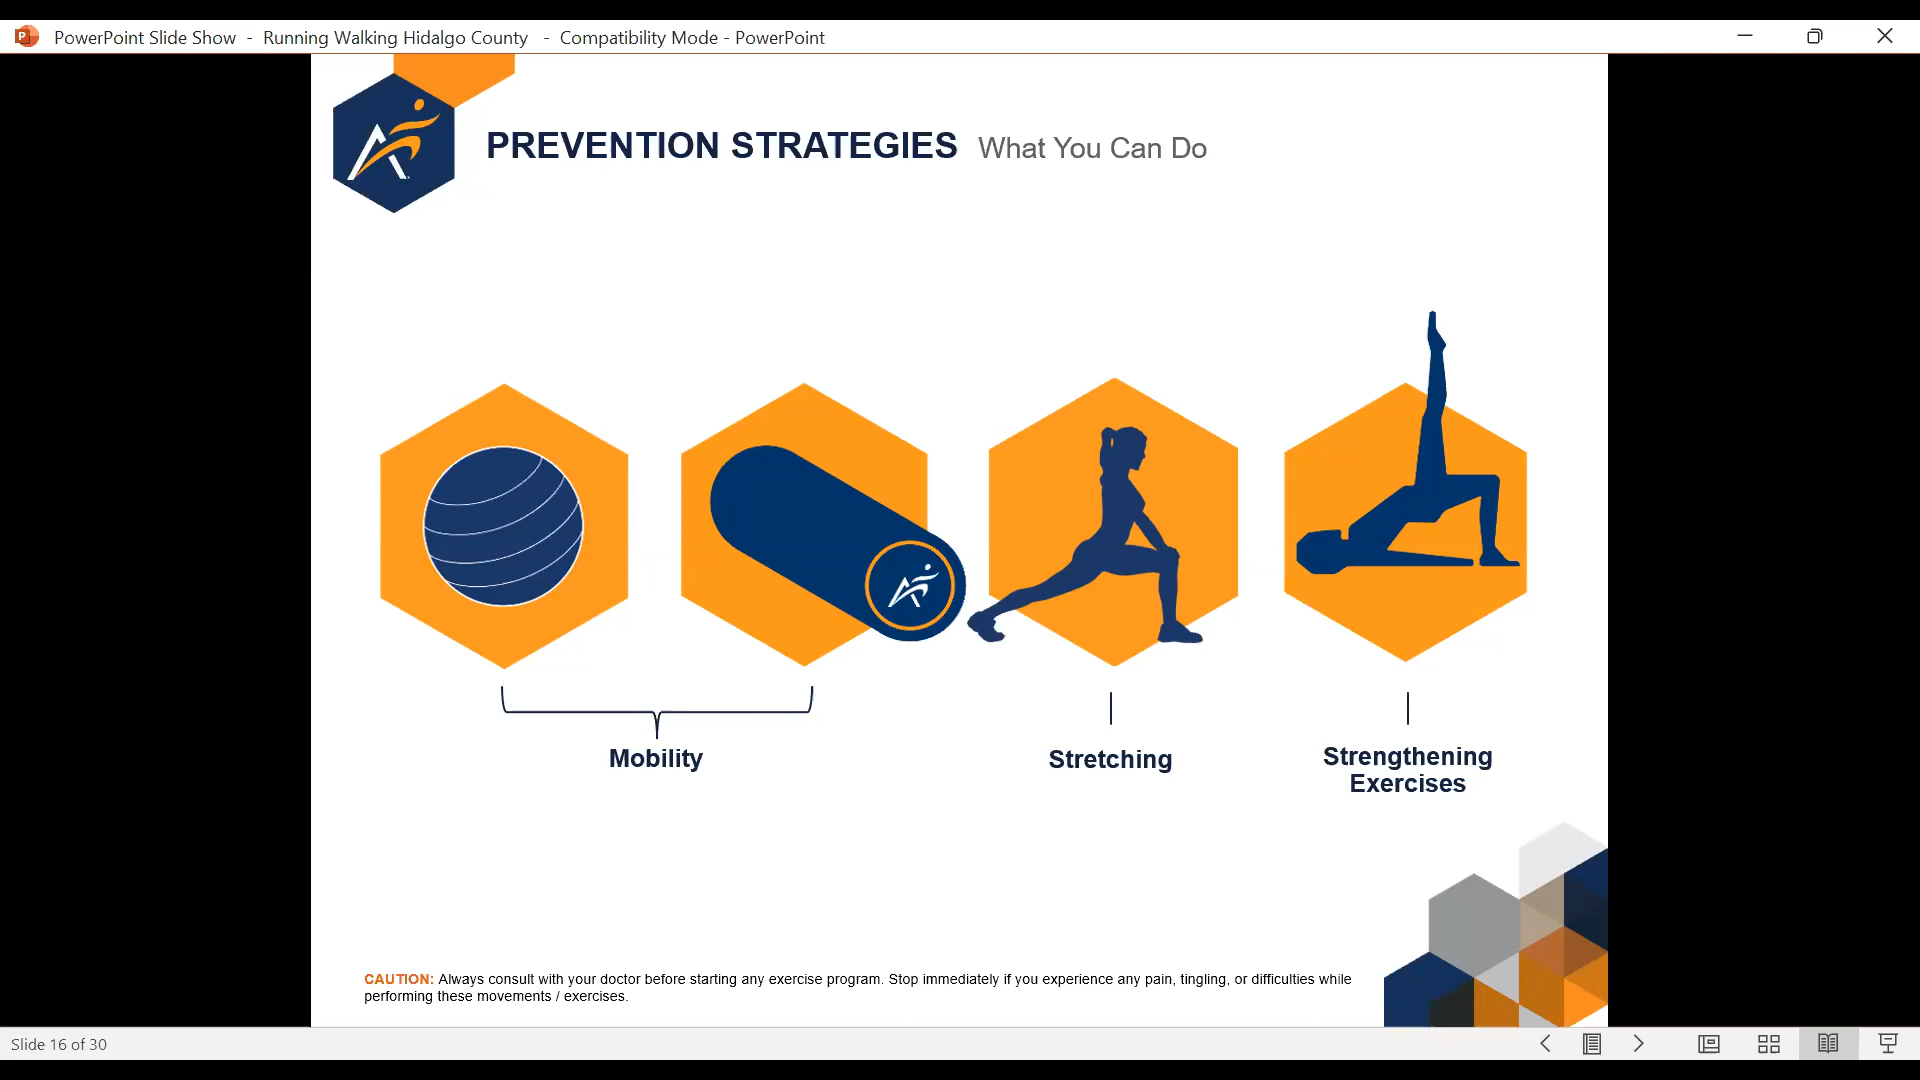 PowerPoint Slide Show - Running Walking Hidalgo County - Compatibility Mode - PowerPoint
PREVENTION STRATEGIES What You Can Do
Mobility
Stretching
Strengthening
Exercises
CAUTION: Always consult with your doctor before starting any exercise program. Stop immediately if you experience any pain, tingling, or difficulties while
performing these movements / exercises.
Slide 16 of 30